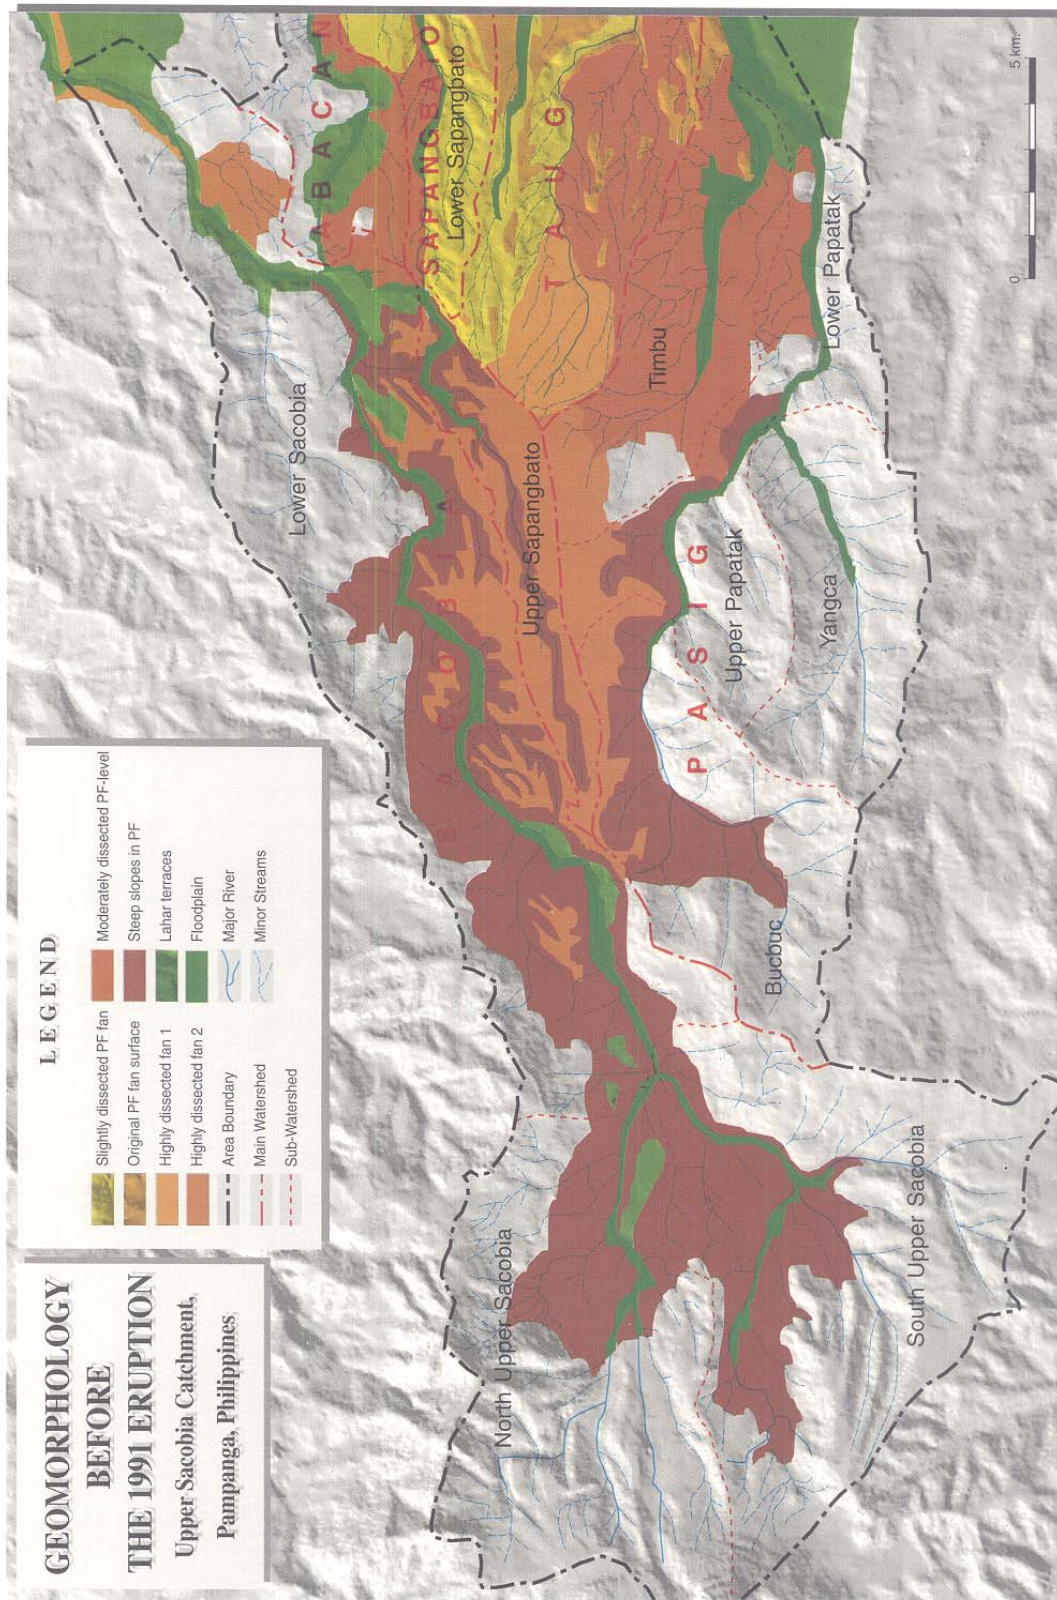 GEOMORPHOLOGY
BEFORE
THE 1991 ERUPTION
Upper Sacobia Catchment,
Pampanga, Philippines
LEGEND
Slightly dissected PF fan
Original PF fan surface
Highly dissected fan 1
Highly dissected fan 2
Area Boundary
Main Watershed
Sub-Watershed
Moderately dissected PF-level
Steep slopes in PF
Lahar terraces
Floodplain
Major River
Minor Streams
North Upper Sacobia
South Upper Sacobia
Bucbuc
SACOBIA
Lower Sacobia
Upper Sapangbato
PASIG
Upper Papatak
Yangca
Timbu
Lower Papatak
ABACAN
SAPANGBATO
Lower Sapangbato
TAUG
0
5 km.